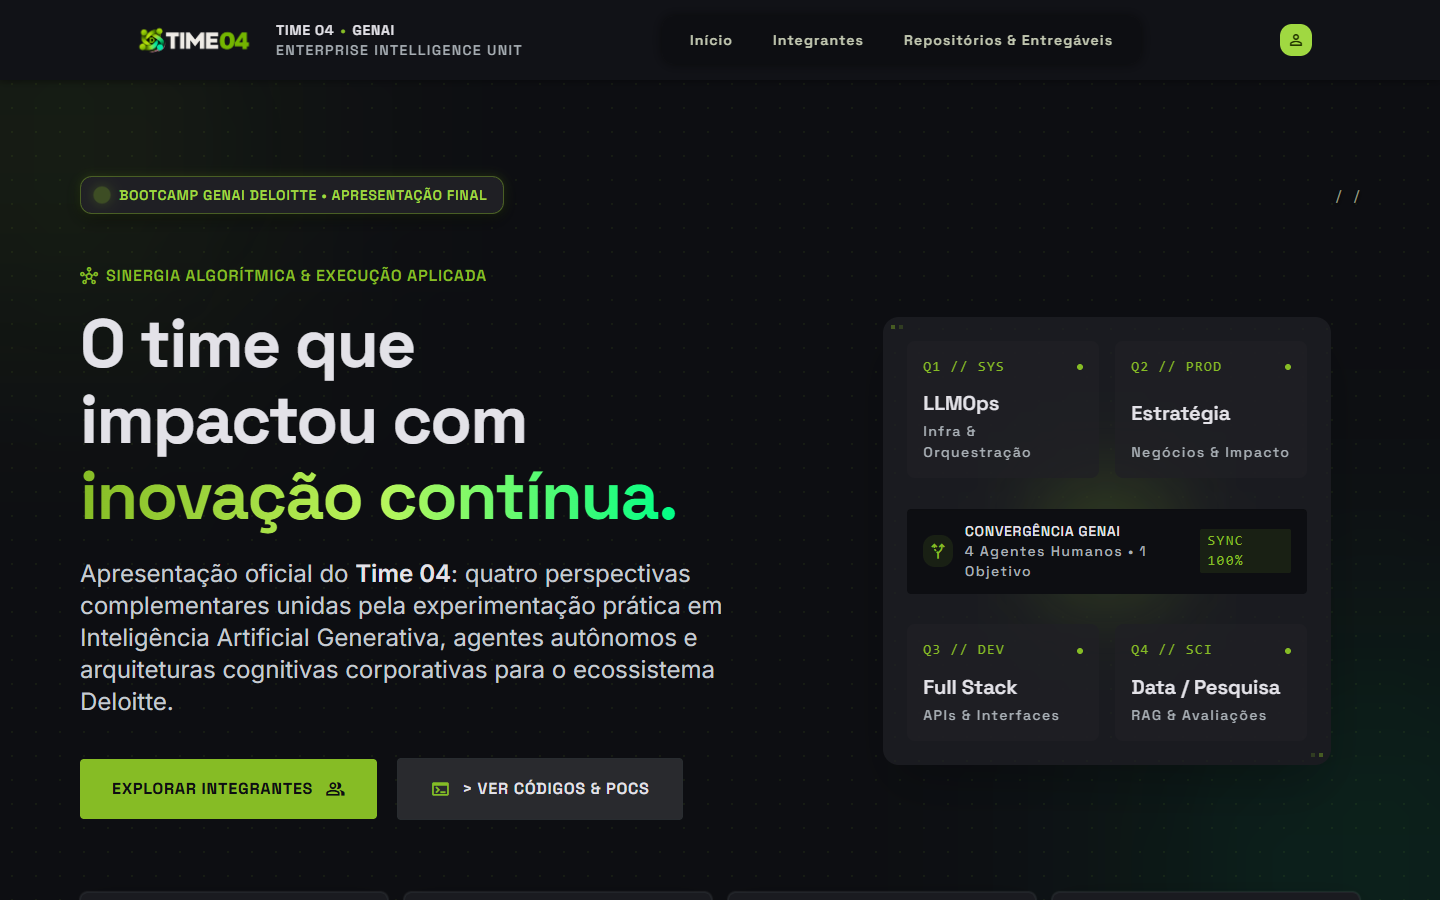 TIME04
TIME 04 • GENAI
ENTERPRISE INTELLIGENCE UNIT
Início
Integrantes
Repositórios & Entregáveis
BOOTCAMP GENAI DELOITTE • APRESENTAÇÃO FINAL
/ /
SINERGIA ALGORÍTMICA & EXECUÇÃO APLICADA
O time que
impactou com
inovação contínua.
Apresentação oficial do Time 04: quatro perspectivas
complementares unidas pela experimentação prática em
Inteligência Artificial Generativa, agentes autônomos e
arquiteturas cognitivas corporativas para o ecossistema
Deloitte.
EXPLORAR INTEGRANTES
> VER CÓDIGOS & POCS
Q1 // SYS
LLMOps
Infra &
Orquestração
Q2 // PROD
Estratégia
Negócios & Impacto
CONVERGÊNCIA GENAI
4 Agentes Humanos • 1
Objetivo
SYNC
100%
Q3 // DEV
Full Stack
APIs & Interfaces
Q4 // SCI
Data / Pesquisa
RAG & Avaliações